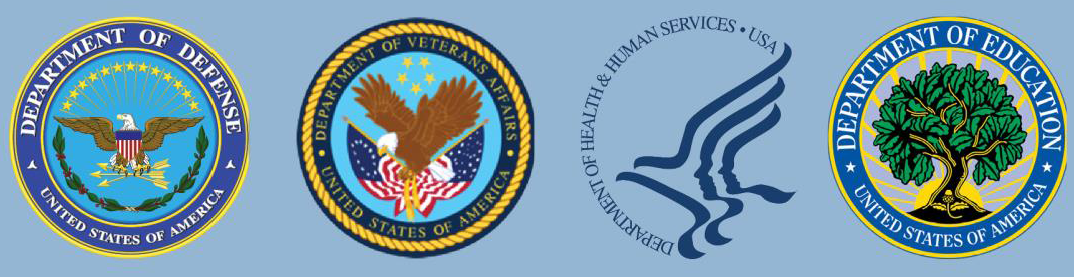 DEPARTMENT OF DEFENSE
UNITED STATES OF AMERICA
DEPARTMENT OF VETERANS AFFAIRS
UNITED STATES OF AMERICA
DEPARTMENT OF HEALTH & HUMAN SERVICES • USA
DEPARTMENT OF EDUCATION
UNITED STATES OF AMERICA